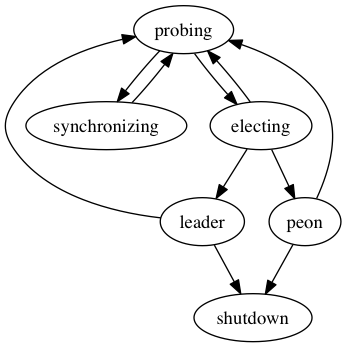 probing
synchronizing
electing
leader
peon
shutdown